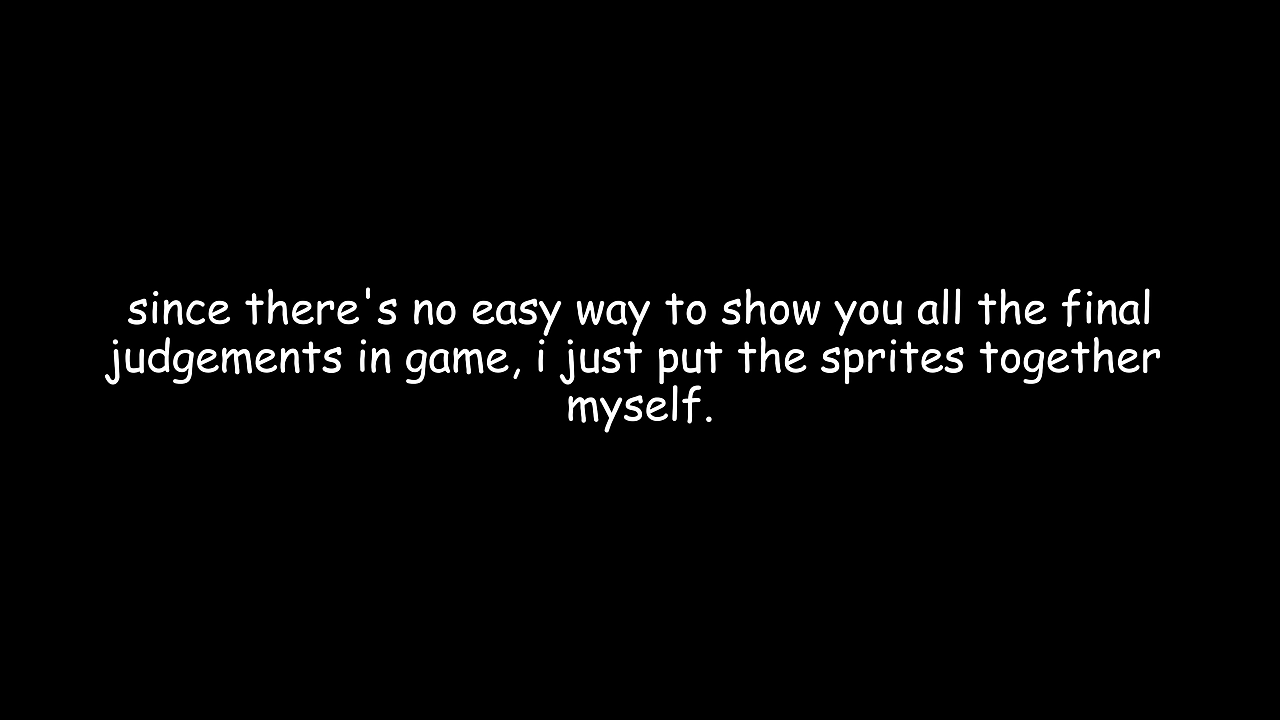 since there's no easy way to show you all the final
judgements in game, i just put the sprites together
myself.